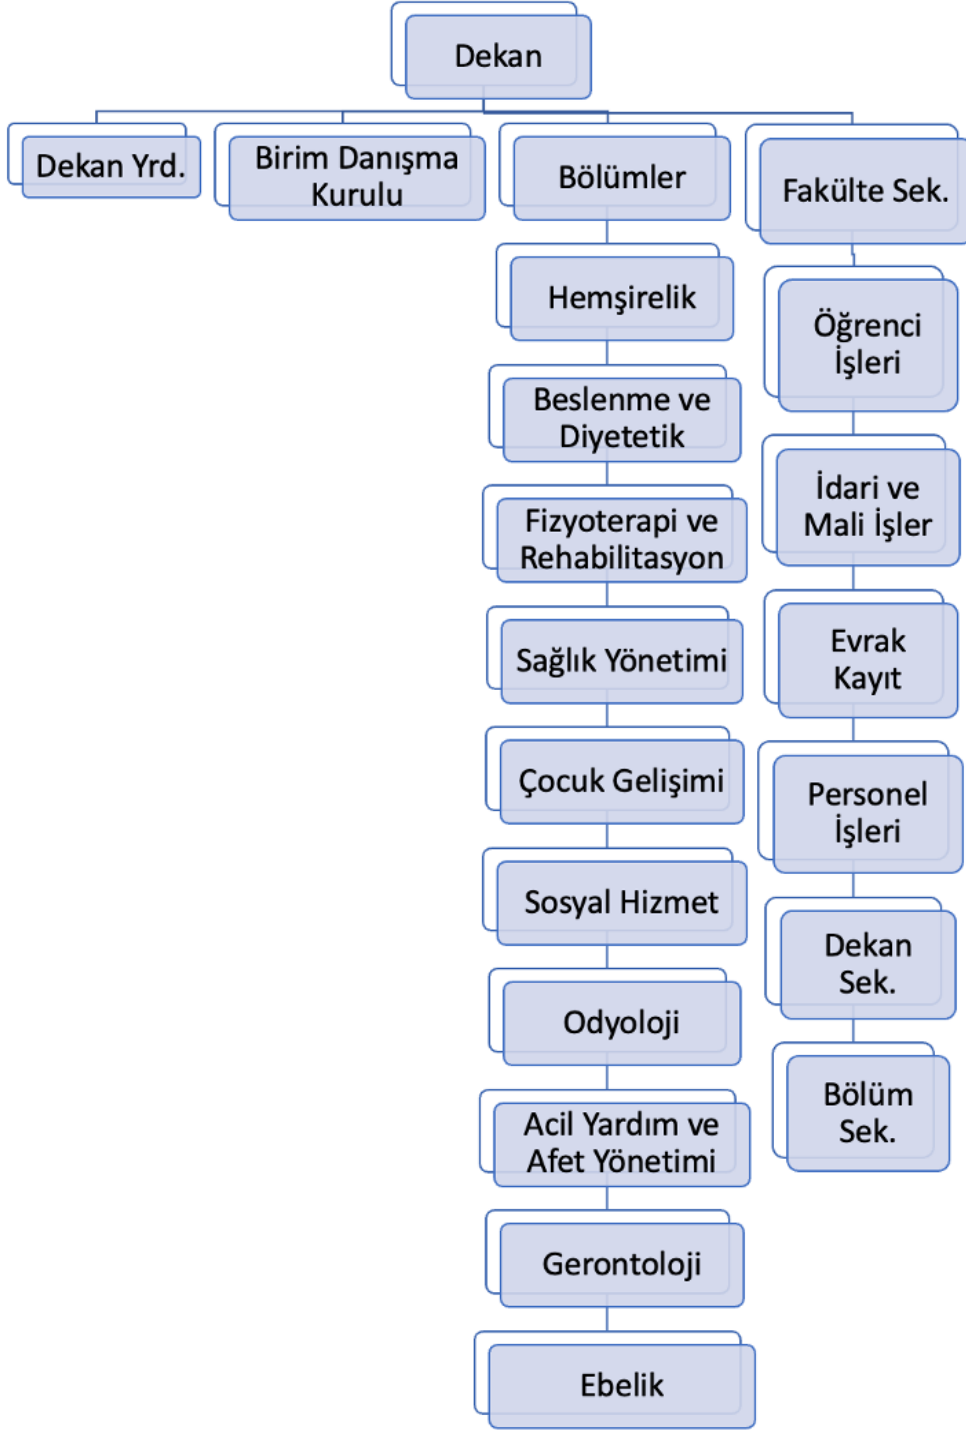 Dekan
Dekan Yrd.
Birim Danışma
Kurulu
Bölümler
Hemşirelik
Beslenme ve
Diyetetik
Fizyoterapi ve
Rehabilitasyon
Sağlık Yönetimi
Çocuk Gelişimi
Sosyal Hizmet
Odyoloji
Acil Yardım ve
Afet Yönetimi
Gerontoloji
Ebelik
Fakülte Sek.
Öğrenci
İşleri
İdari ve
Mali İşler
Evrak
Kayıt
Personel
İşleri
Dekan
Sek.
Bölüm
Sek.